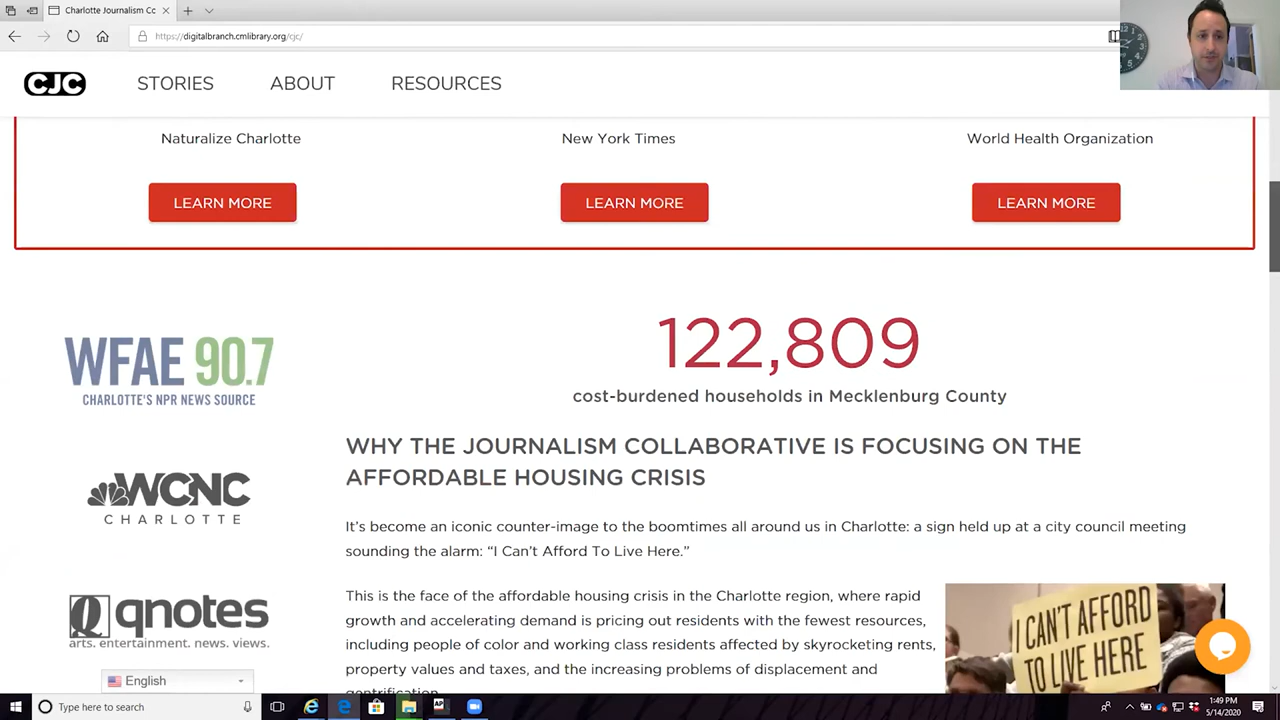 Charlotte Journalism Cc
https://digitalbranch.cmlibrary.org/cjc/
CJC
STORIES
ABOUT
RESOURCES
Naturalize Charlotte
New York Times
World Health Organization
LEARN MORE
LEARN MORE
LEARN MORE
WFAE 90.7
CHARLOTTE'S NPR NEWS SOURCE
122,809
cost-burdened households in Mecklenburg County
WHY THE JOURNALISM COLLABORATIVE IS FOCUSING ON THE
AFFORDABLE HOUSING CRISIS
WCNC
CHARLOTTE
It's become an iconic counter-image to the boomtimes all around us in Charlotte: a sign held up at a city council meeting
sounding the alarm: “I Can't Afford To Live Here.”
Q qnotes
arts. entertainment. news. views.
This is the face of the affordable housing crisis in the Charlotte region, where rapid
growth and accelerating demand is pricing out residents with the fewest resources,
including people of color and working class residents affected by skyrocketing rents,
property values and taxes, and the increasing problems of displacement and
gentrification
I CAN'T AFFORD
TO LIVE HERE
English
Type here to search
AP
1:49 PM
5/14/2020